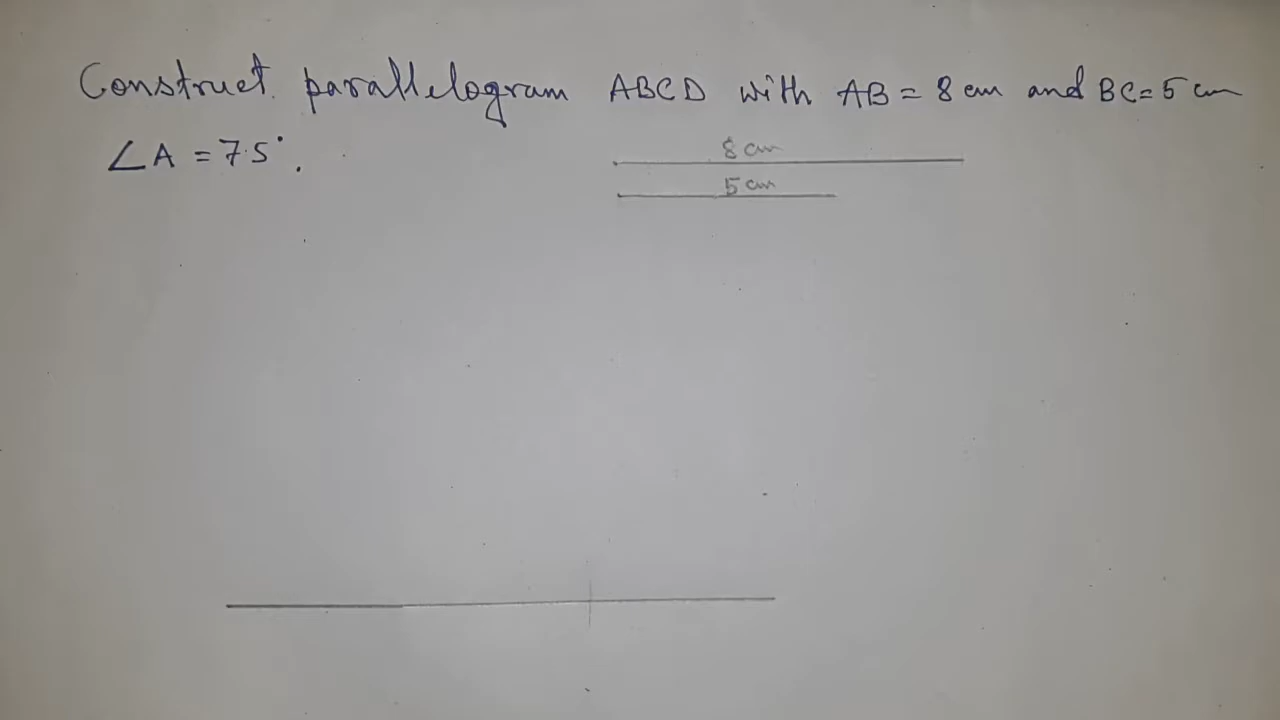 Construct parallelogram ABCD with AB = 8 cm and BC = 5 cm
∠A = 75°.
8 cm
5 cm